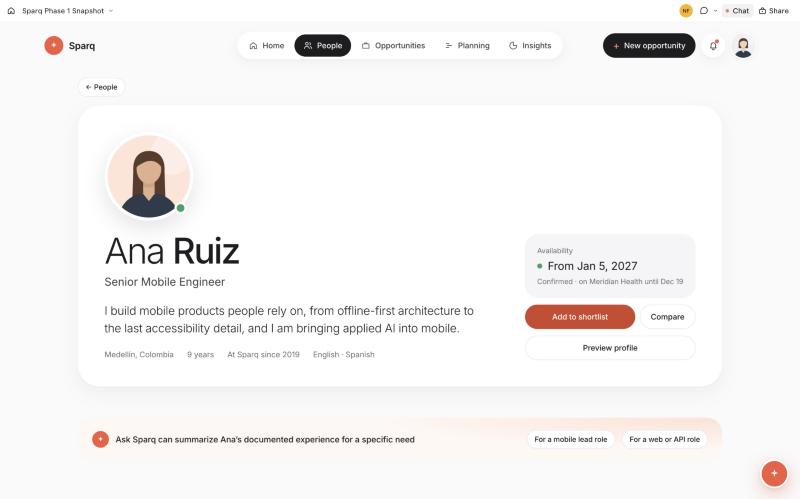 Sparq Phase 1 Snapshot
NF
Chat
Share
Sparq
Home
People
Opportunities
Planning
Insights
+ New opportunity
← People
Ana Ruiz
Senior Mobile Engineer
I build mobile products people rely on, from offline-first architecture to
the last accessibility detail, and I am bringing applied AI into mobile.
Medellín, Colombia 9 years At Sparq since 2019 English · Spanish
Availability
From Jan 5, 2027
Confirmed · on Meridian Health until Dec 19
Add to shortlist
Compare
Preview profile
Ask Sparq can summarize Ana's documented experience for a specific need
For a mobile lead role
For a web or API role